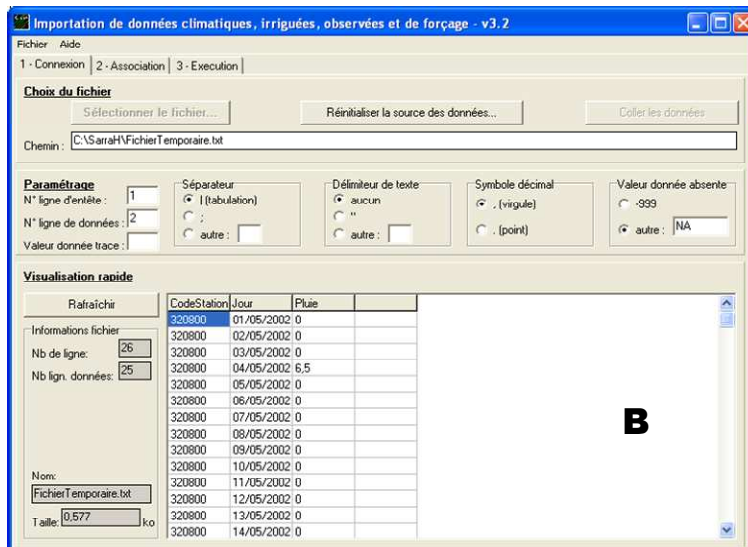 Importation de données climatiques, irriguées, observées et de forçage - v3.2
Fichier Aide
1 - Connexion 2 - Association 3 - Execution
Choix du fichier
Sélectionner le fichier... Réinitialiser la source des données... Coller les données
Chemin : C:\SarraH\FichierTemporaire.txt
Paramétrage Séparateur Délimiteur de texte Symbole décimal Valeur donnée absente
N° ligne d'entête : 1 | (tabulation) aucun , (virgule) -999
N° ligne de données : 2 ; " . (point) autre : NA
Valeur donnée trace : autre : autre :
Visualisation rapide
Rafraîchir
Informations fichier
Nb de ligne: 26
Nb lign. données: 25
Nom:
FichierTemporaire.txt
Taille: 0,577 ko
CodeStation Jour Pluie
320800 01/05/2002 0
320800 02/05/2002 0
320800 03/05/2002 0
320800 04/05/2002 6,5
320800 05/05/2002 0
320800 06/05/2002 0
320800 07/05/2002 0
320800 08/05/2002 0
320800 09/05/2002 0
320800 10/05/2002 0
320800 11/05/2002 0
320800 12/05/2002 0
320800 13/05/2002 0
320800 14/05/2002 0
B